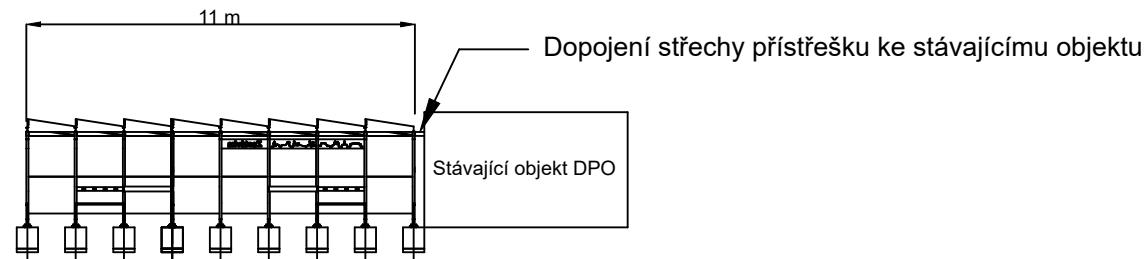 11 m
Dopojení střechy přístřešku ke stávajícímu objektu
Stávající objekt DPO